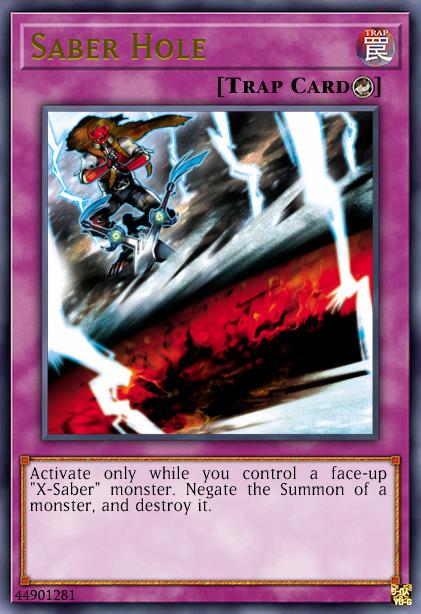 Saber Hole
TRAP
罠
[Trap Card]
Activate only while you control a face-up
"X-Saber" monster. Negate the Summon of a
monster, and destroy it.
44901281